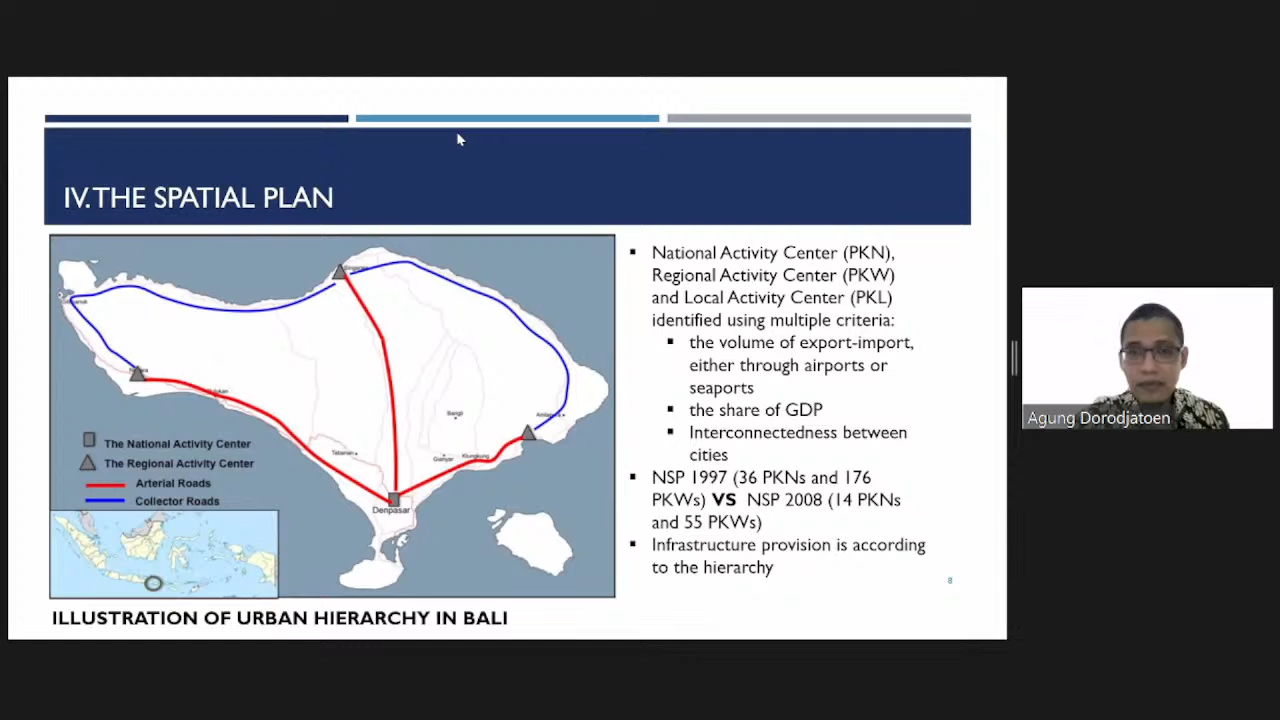 IV. THE SPATIAL PLAN
Bangli
Tabanan
Gianyar
Klungkung
Denpasar
The National Activity Center
The Regional Activity Center
Arterial Roads
Collector Roads
ILLUSTRATION OF URBAN HIERARCHY IN BALI
National Activity Center (PKN),
Regional Activity Center (PKW)
and Local Activity Center (PKL)
identified using multiple criteria:
the volume of export-import,
either through airports or
seaports
the share of GDP
Interconnectedness between
cities
NSP 1997 (36 PKNs and 176
PKWs) VS NSP 2008 (14 PKNs
and 55 PKWs)
Infrastructure provision is according
to the hierarchy
8
Agung Dorodjatoen